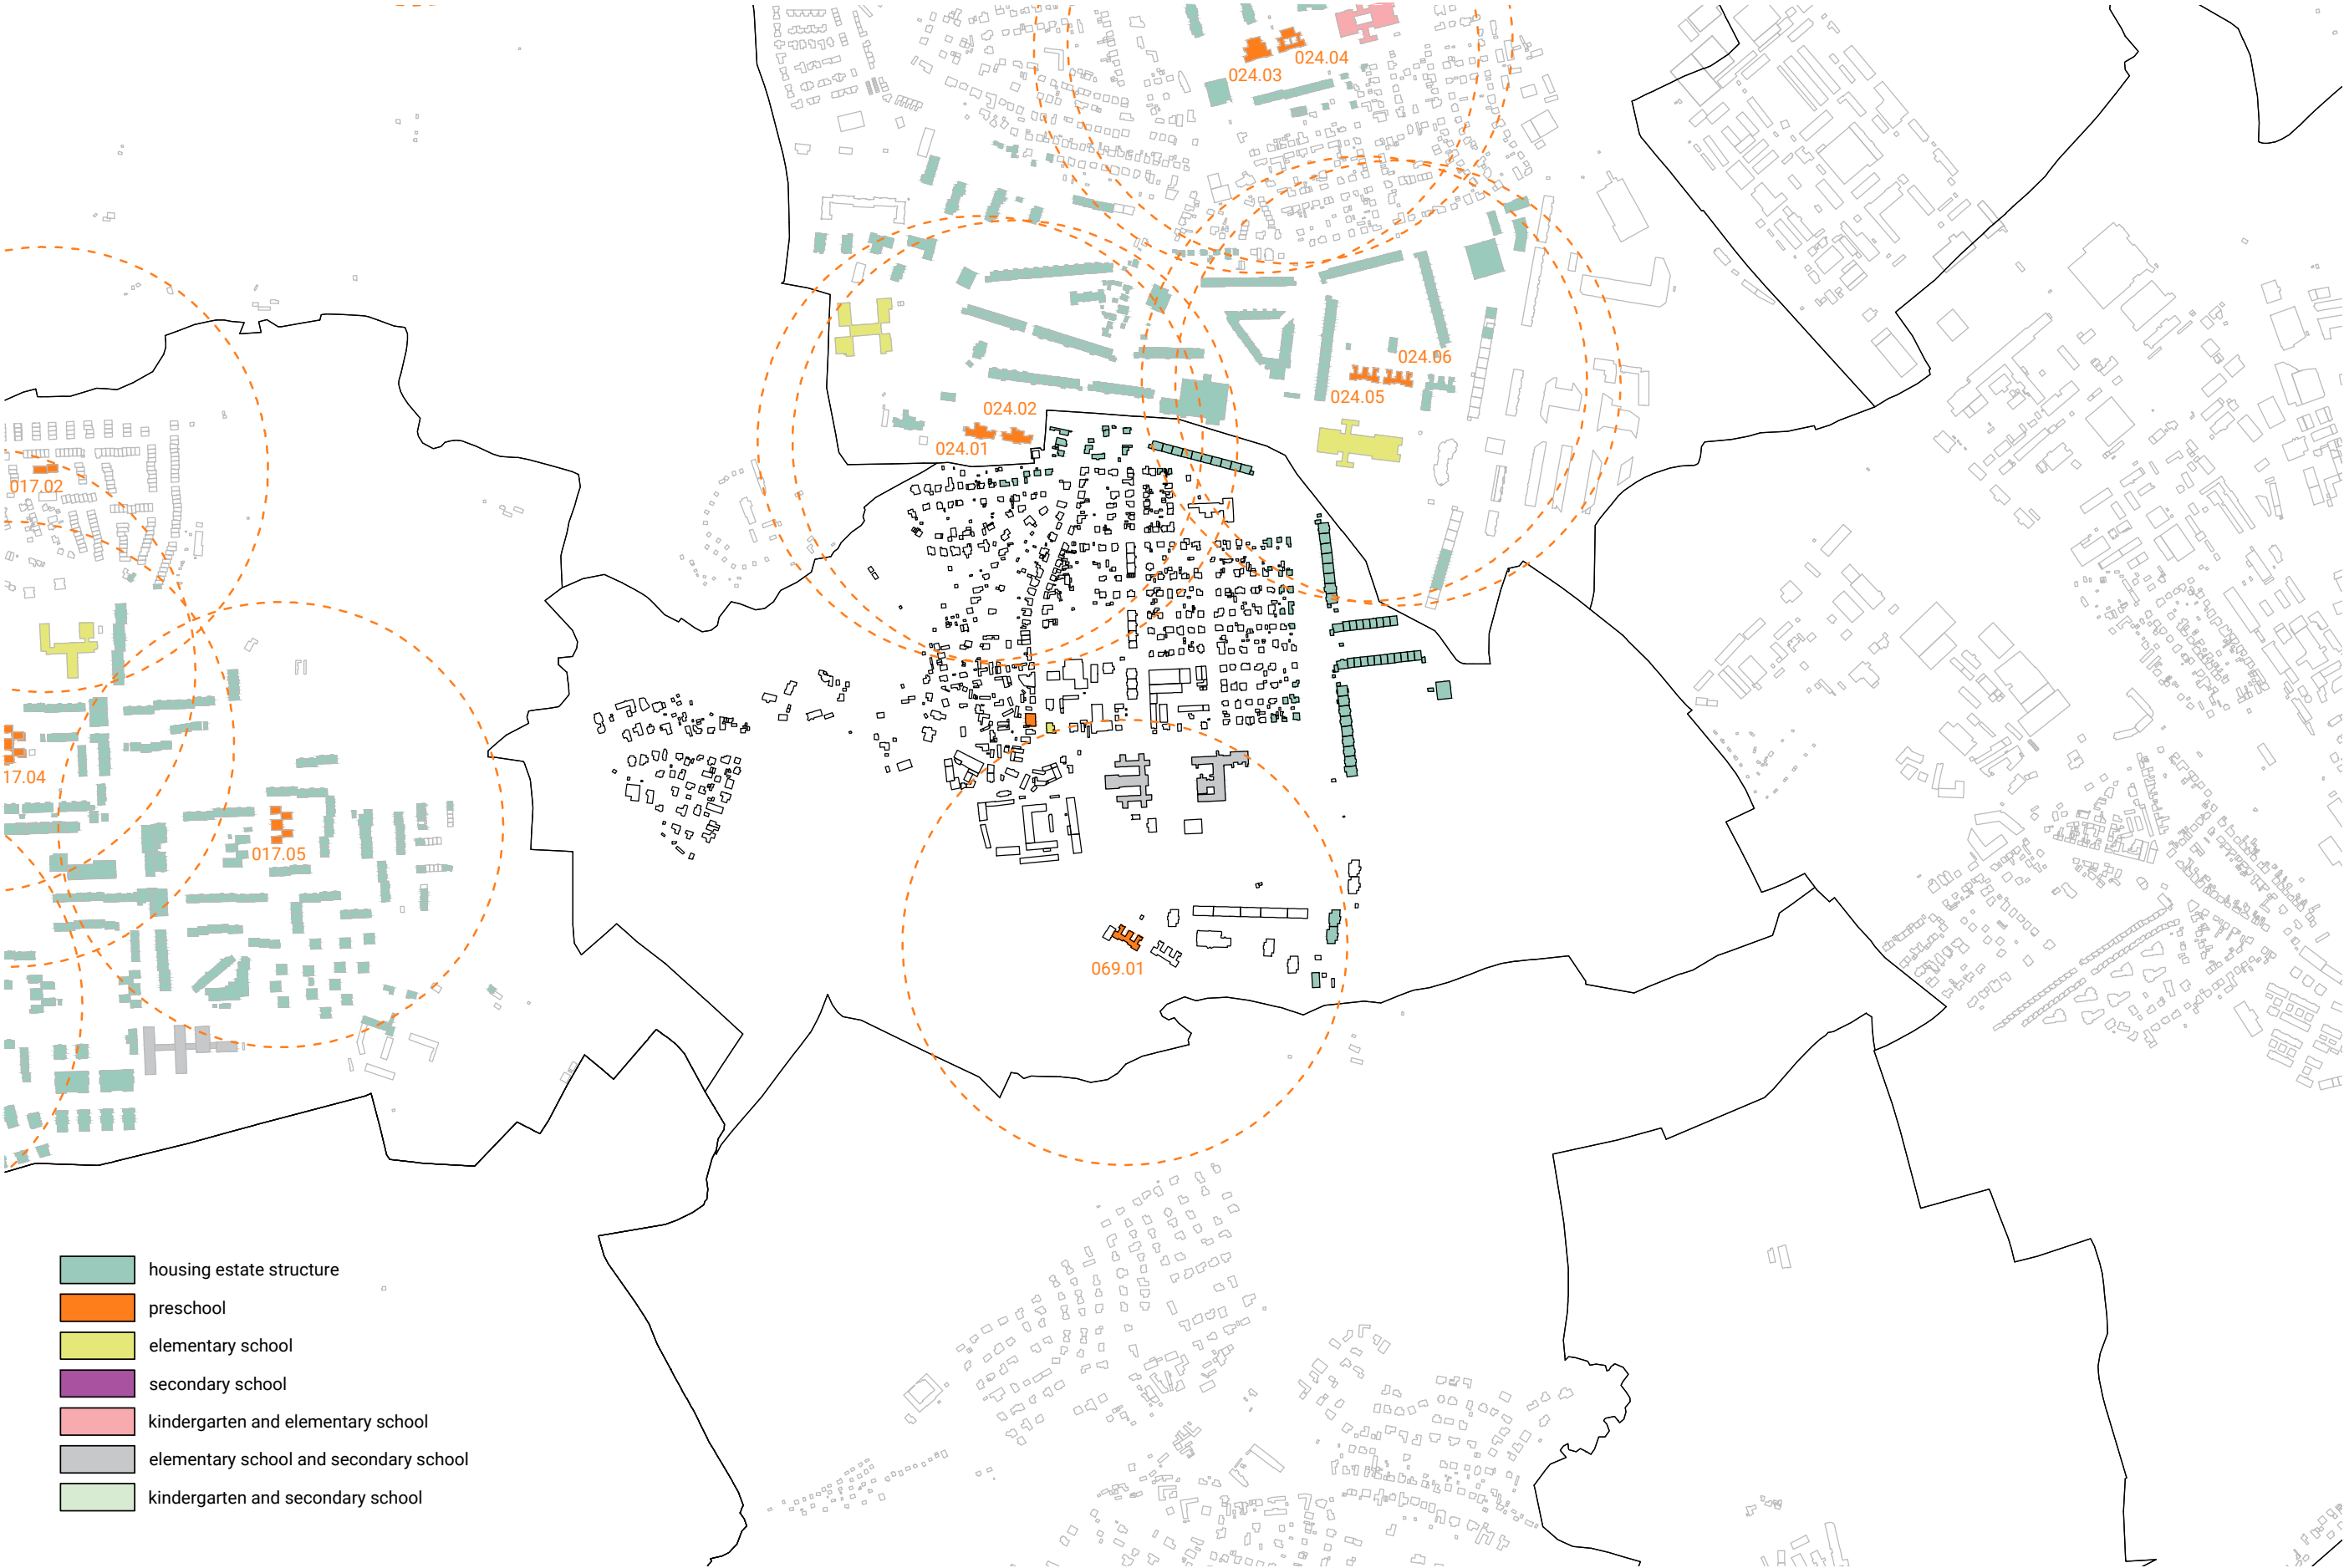 024.04
024.03
024.06
024.05
024.02
024.01
017.02
17.04
017.05
069.01
housing estate structure
preschool
elementary school
secondary school
kindergarten and elementary school
elementary school and secondary school
kindergarten and secondary school